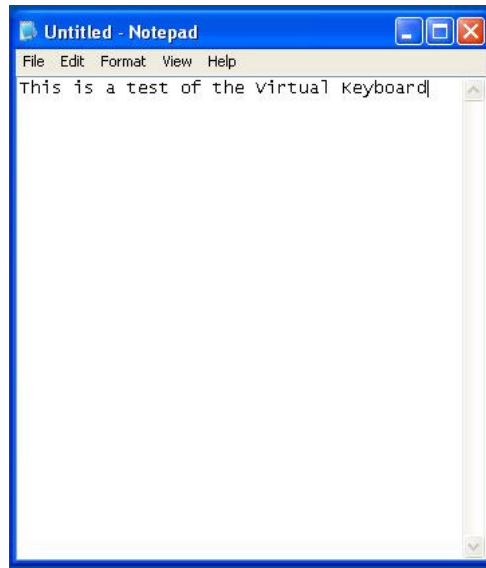 Untitled - Notepad
File Edit Format View Help
This is a test of the Virtual Keyboard